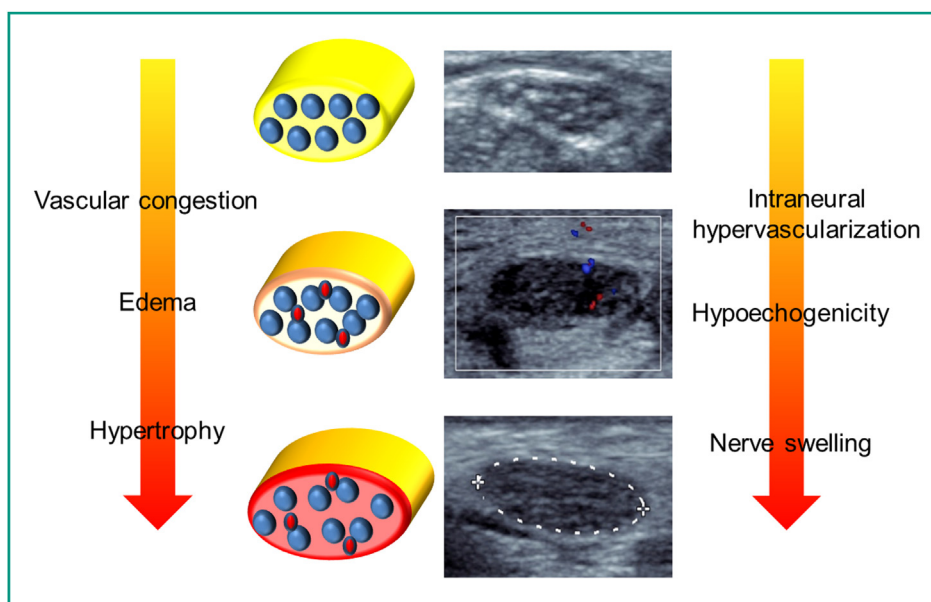 Vascular congestion
Edema
Hypertrophy
Intraneural
hypervascularization
Hypoechogenicity
Nerve swelling